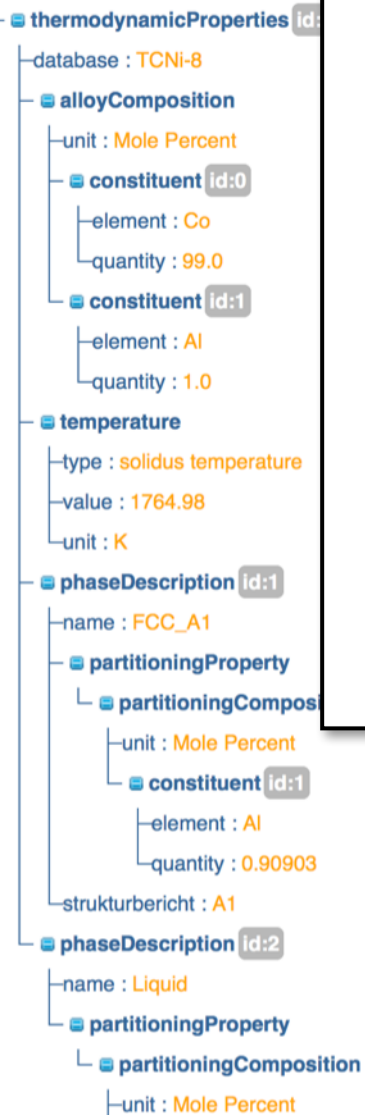 thermodynamicProperties id:
database : TCNi-8
alloyComposition
unit : Mole Percent
constituent id:0
element : Co
quantity : 99.0
constituent id:1
element : Al
quantity : 1.0
temperature
type : solidus temperature
value : 1764.98
unit : K
phaseDescription id:1
name : FCC_A1
partitioningProperty
partitioningComposi
unit : Mole Percent
constituent id:1
element : Al
quantity : 0.90903
strukturbericht : A1
phaseDescription id:2
name : Liquid
partitioningProperty
partitioningComposition
unit : Mole Percent